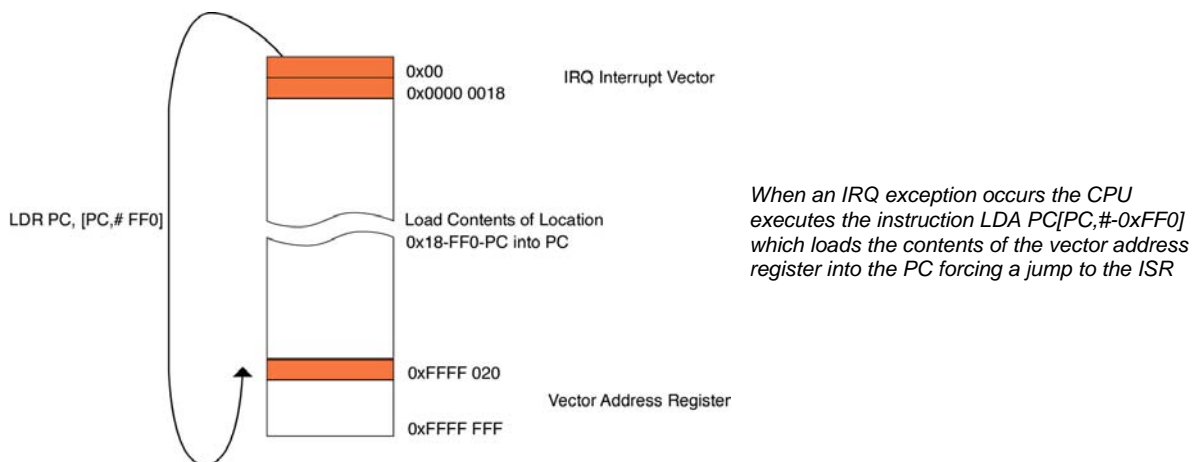 0x00
0x0000 0018
IRQ Interrupt Vector
LDR PC, [PC,# FF0]
Load Contents of Location
0x18-FF0-PC into PC
When an IRQ exception occurs the CPU
executes the instruction LDA PC[PC,#-0xFF0]
which loads the contents of the vector address
register into the PC forcing a jump to the ISR
0xFFFF 020
Vector Address Register
0xFFFF FFF